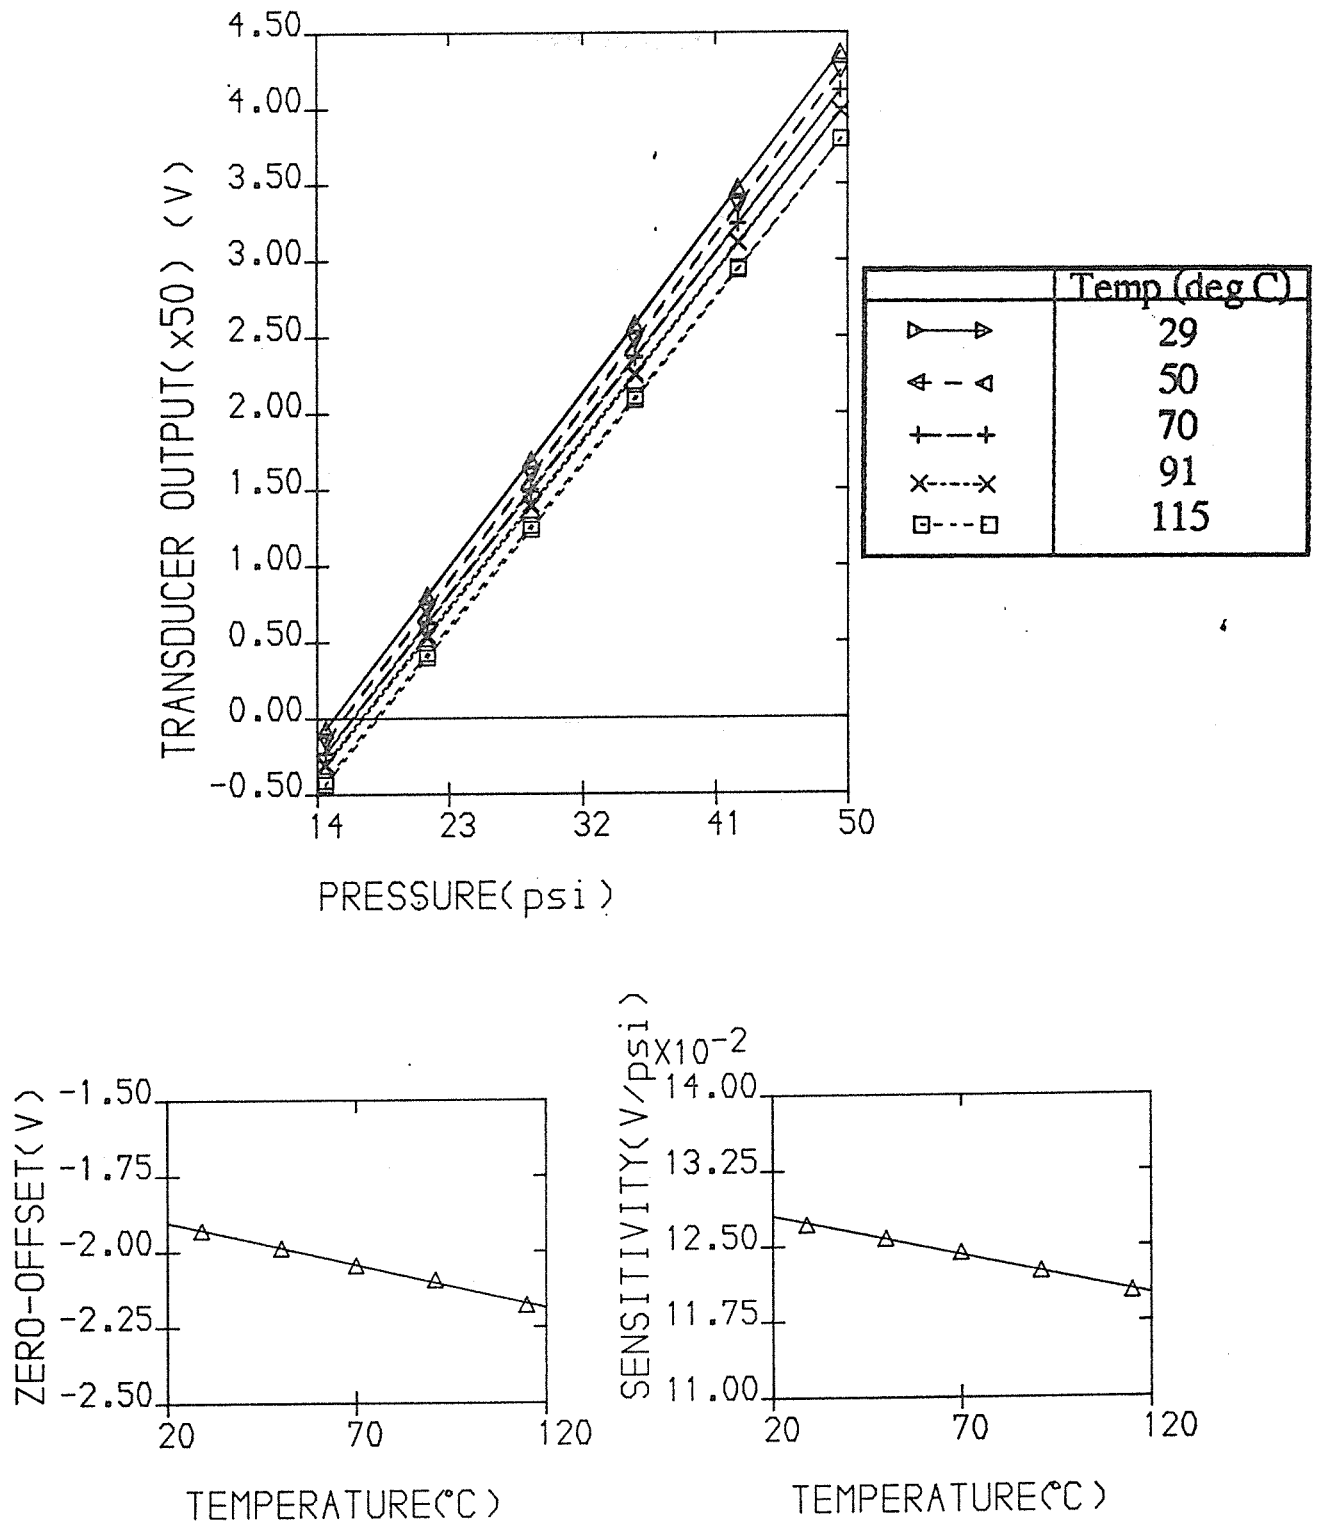 4.50
4.00
3.50
3.00
2.50
2.00
1.50
1.00
0.50
0.00
-0.50
TRANSDUCER OUTPUT(x50) (V)
14 23 32 41 50
PRESSURE(psi)
Temp (deg C)
29
50
70
91
115
ZERO-OFFSET(V)
-1.50
-1.75
-2.00
-2.25
-2.50
20 70 120
TEMPERATURE(°C)
SENSITIVITY(V/psi)
X10-2
14.00
13.25
12.50
11.75
11.00
20 70 120
TEMPERATURE(°C)